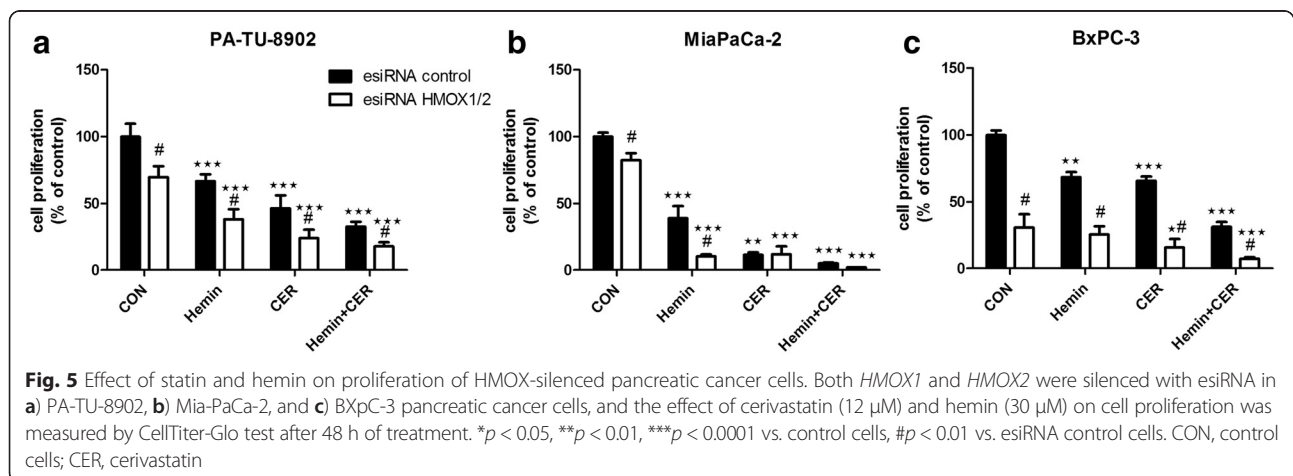 a PA-TU-8902
b MiaPaCa-2
c BxPC-3
esiRNA control
esiRNA HMOX1/2
cell proliferation
(% of control)
150
100
50
0
#
***
***
#
***
***
#
***
***
#
CON
Hemin
CER
Hemin+CER
cell proliferation
(% of control)
150
100
50
0
#
***
***
#
**
***
***
***
CON
Hemin
CER
Hemin+CER
cell proliferation
(% of control)
150
100
50
0
#
**
#
***
*#
***
***
#
CON
Hemin
CER
Hemin+CER
Fig. 5 Effect of statin and hemin on proliferation of HMOX-silenced pancreatic cancer cells. Both HMOX1 and HMOX2 were silenced with esiRNA in
a) PA-TU-8902, b) Mia-PaCa-2, and c) BXpC-3 pancreatic cancer cells, and the effect of cerivastatin (12 μM) and hemin (30 μM) on cell proliferation was
measured by CellTiter-Glo test after 48 h of treatment. *p < 0.05, **p < 0.01, ***p < 0.0001 vs. control cells, #p < 0.01 vs. esiRNA control cells. CON, control
cells; CER, cerivastatin